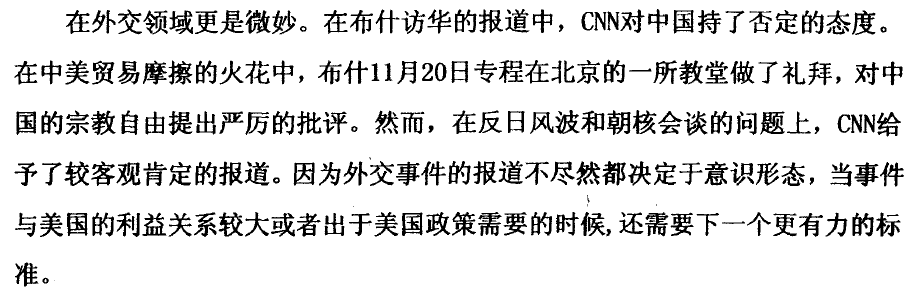 在外交领域更是微妙。在布什访华的报道中，CNN对中国持了否定的态度。
在中美贸易摩擦的火花中，布什11月20日专程在北京的一所教堂做了礼拜，对中
国的宗教自由提出严厉的批评。然而，在反日风波和朝核会谈的问题上，CNN给
予了较客观肯定的报道。因为外交事件的报道不尽然都决定于意识形态，当事件
与美国的利益关系较大或者出于美国政策需要的时候,还需要下一个更有力的标
准。